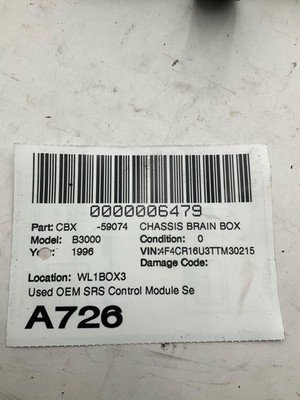 0000006479
Part: CBX -59074 CHASSIS BRAIN BOX
Model: B3000 Condition: 0
1996 VIN:4F4CR16U3TTM30215
Damage Code:
Location: WL1BOX3
Used OEM SRS Control Module Se
A726